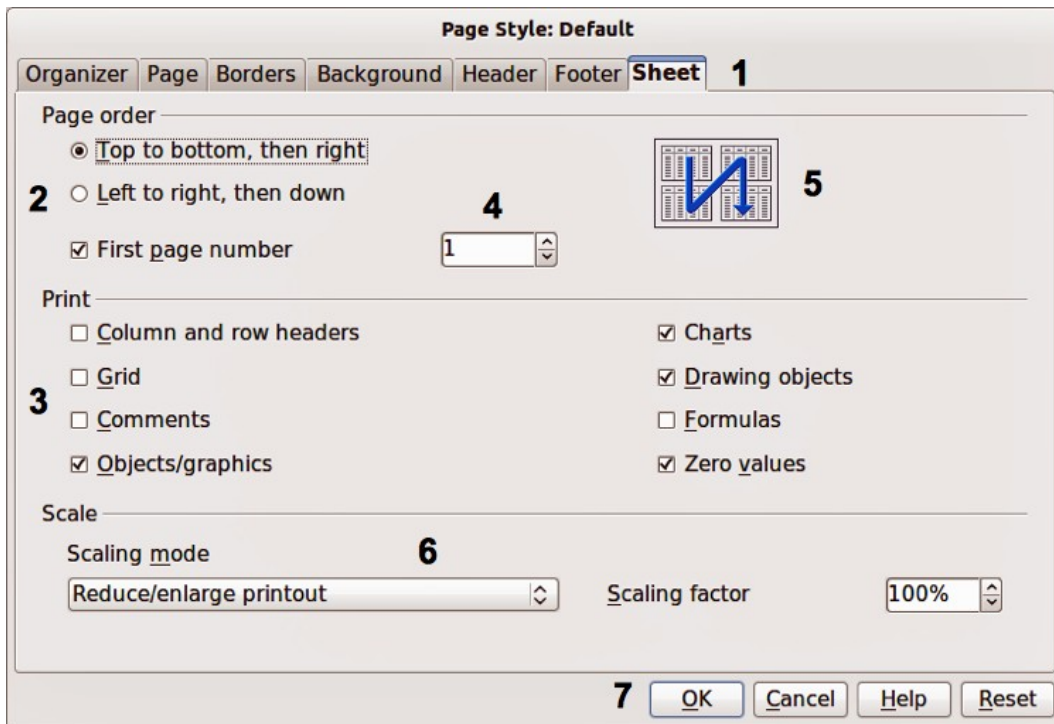 Page Style: Default
Organizer Page Borders Background Header Footer Sheet 1
Page order
Top to bottom, then right
2 Left to right, then down 4 5
First page number 1
Print
Column and row headers Charts
Grid Drawing objects
3
Comments Formulas
Objects/graphics Zero values
Scale
Scaling mode 6
Reduce/enlarge printout Scaling factor 100%
7 OK Cancel Help Reset